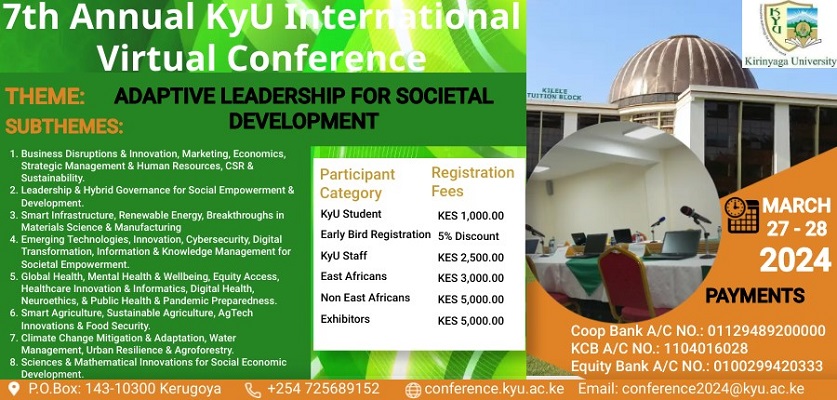 7th Annual KyU International
Virtual Conference
THEME: ADAPTIVE LEADERSHIP FOR SOCIETAL
DEVELOPMENT
SUBTHEMES:
1. Business Disruptions & Innovation, Marketing, Economics,
Strategic Management & Human Resources, CSR &
Sustainability.
2. Leadership & Hybrid Governance for Social Empowerment &
Development.
3. Smart Infrastructure, Renewable Energy, Breakthroughs in
Materials Science & Manufacturing
4. Emerging Technologies, Innovation, Cybersecurity, Digital
Transformation, Information & Knowledge Management for
Societal Empowerment.
5. Global Health, Mental Health & Wellbeing, Equity Access,
Healthcare Innovation & Informatics, Digital Health,
Neuroethics, & Public Health & Pandemic Preparedness.
6. Smart Agriculture, Sustainable Agriculture, AgTech
Innovations & Food Security.
7. Climate Change Mitigation & Adaptation, Water
Management, Urban Resilience & Agroforestry.
8. Sciences & Mathematical Innovations for Social Economic
Development.
Participant Category Registration Fees
KyU Student KES 1,000.00
Early Bird Registration 5% Discount
KyU Staff KES 2,500.00
East Africans KES 3,000.00
Non East Africans KES 5,000.00
Exhibitors KES 5,000.00
KILELE
TUITION BLOCK
KYU
Kirinyaga University
MARCH
27 - 28
2024
PAYMENTS
Coop Bank A/C NO.: 01129489200000
KCB A/C NO.: 1104016028
Equity Bank A/C NO.: 0100299420333
P.O.Box: 143-10300 Kerugoya +254 725689152 conference.kyu.ac.ke Email: conference2024@kyu.ac.ke